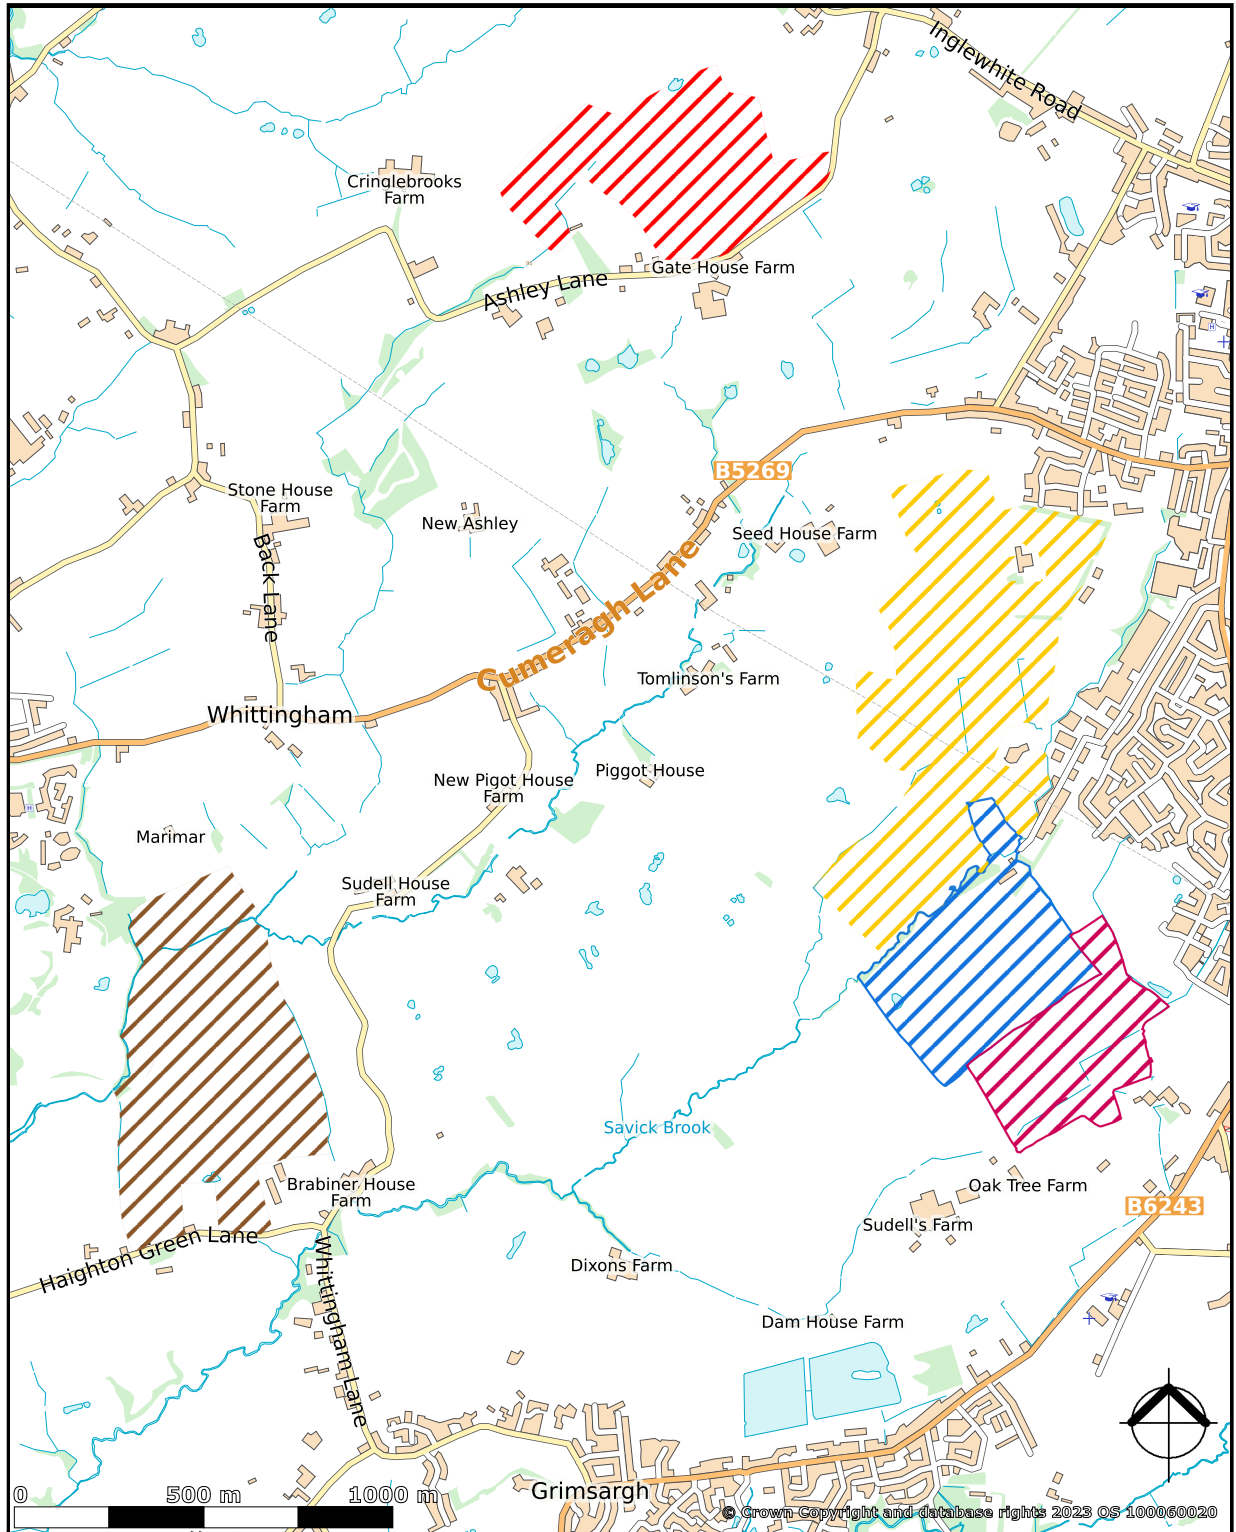 Inglewhite Road
Cringlebrooks
Farm
Gate House Farm
Ashley Lane
B5269
Stone House
Farm
New Ashley
Seed House Farm
Back Lane
Cumeragh Lane
Tomlinson's Farm
Whittingham
Piggot House
New Pigot House
Farm
Marimar
Sudell House
Farm
Savick Brook
Brabiner House
Farm
Oak Tree Farm
B6243
Sudell's Farm
Haighton Green Lane
Dixons Farm
Whittingham Lane
Dam House Farm
Grimsargh
0 500 m 1000 m
© Crown Copyright and database rights 2023 OS 100060020
H
H